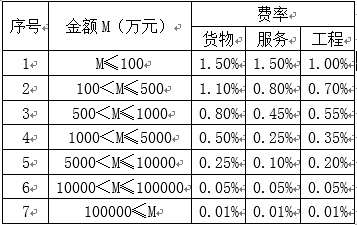 序号 金额 M（万元） 费率
货物 服务 工程
1 M≤100 1.50% 1.50% 1.00%
2 100＜M≤500 1.10% 0.80% 0.70%
3 500＜M≤1000 0.80% 0.45% 0.55%
4 1000＜M≤5000 0.50% 0.25% 0.35%
5 5000＜M≤10000 0.25% 0.10% 0.20%
6 10000＜M≤100000 0.05% 0.05% 0.05%
7 100000≤M 0.01% 0.01% 0.01%